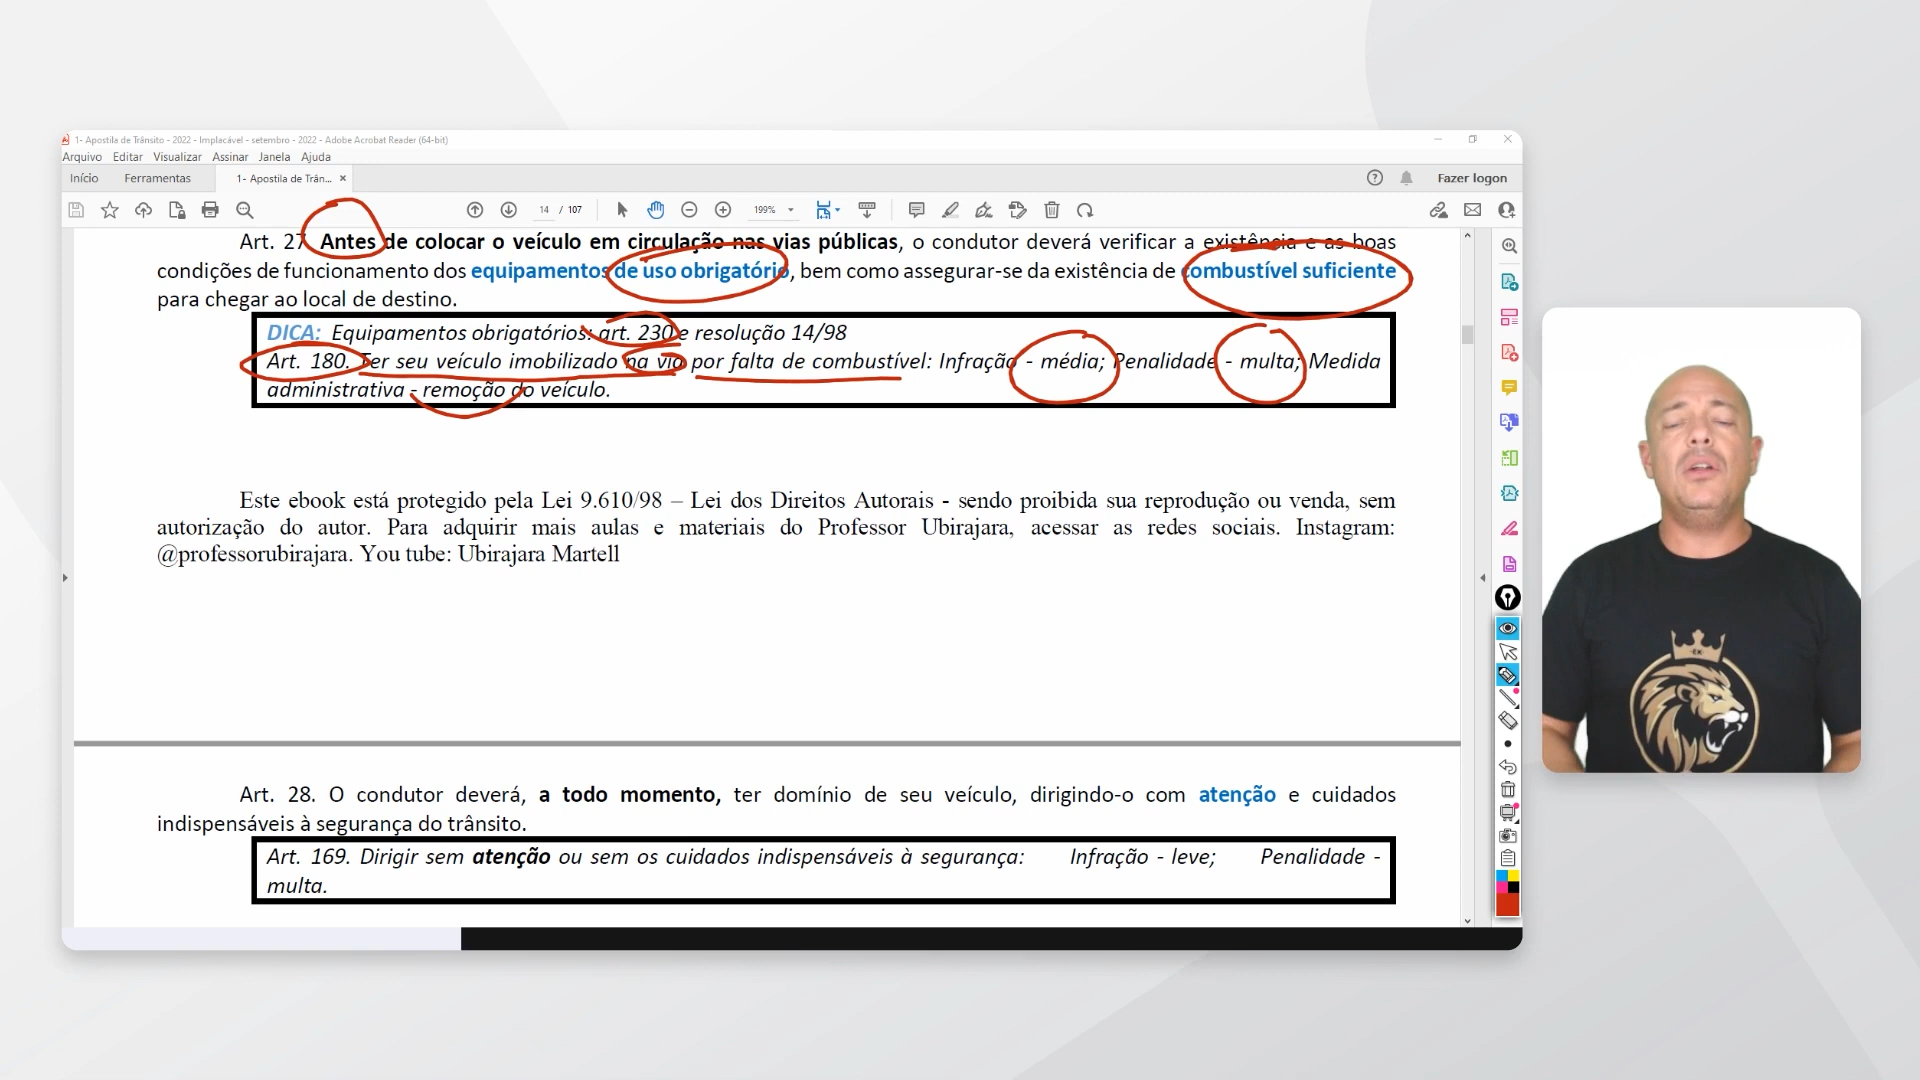 1- Apostila de Trânsito - 2022 - Implacável - setembro - 2022 - Adobe Acrobat Reader (64-bit)
Arquivo Editar Visualizar Assinar Janela Ajuda
Início Ferramentas 1- Apostila de Trân... Fazer logon
14 / 107 199%
Art. 27 Antes de colocar o veículo em circulação nas vias públicas, o condutor deverá verificar a existência e as boas
condições de funcionamento dos equipamentos de uso obrigatório, bem como assegurar-se da existência de combustível suficiente
para chegar ao local de destino.
DICA: Equipamentos obrigatórios: art. 230 e resolução 14/98
Art. 180. Ter seu veículo imobilizado na via por falta de combustível: Infração - média; Penalidade - multa; Medida
administrativa - remoção do veículo.
Este ebook está protegido pela Lei 9.610/98 – Lei dos Direitos Autorais - sendo proibida sua reprodução ou venda, sem
autorização do autor. Para adquirir mais aulas e materiais do Professor Ubirajara, acessar as redes sociais. Instagram:
@professorubirajara. You tube: Ubirajara Martell
Art. 28. O condutor deverá, a todo momento, ter domínio de seu veículo, dirigindo-o com atenção e cuidados
indispensáveis à segurança do trânsito.
Art. 169. Dirigir sem atenção ou sem os cuidados indispensáveis à segurança: Infração - leve; Penalidade -
multa.